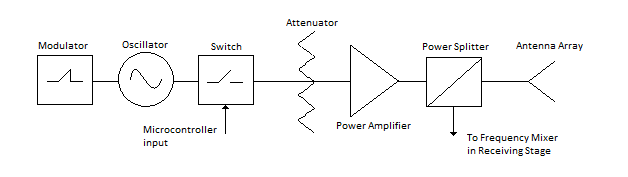 Attenuator
Modulator
Oscillator
Switch
Power Splitter
Antenna Array
Microcontroller
input
Power Amplifier
To Frequency Mixer
in Receiving Stage